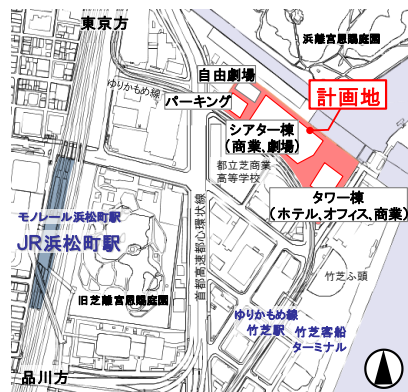 東京方
浜離宮恩賜庭園
ゆりかもめ線
自由劇場
パーキング
計画地
シアター棟
(商業、劇場)
都立芝商業
高等学校
タワー棟
(ホテル、オフィス、商業)
モノレール浜松町駅
JR浜松町駅
首都高速都心環状線
旧芝離宮恩賜庭園
竹芝ふ頭
ゆりかもめ線
竹芝駅
竹芝客船
ターミナル
品川方